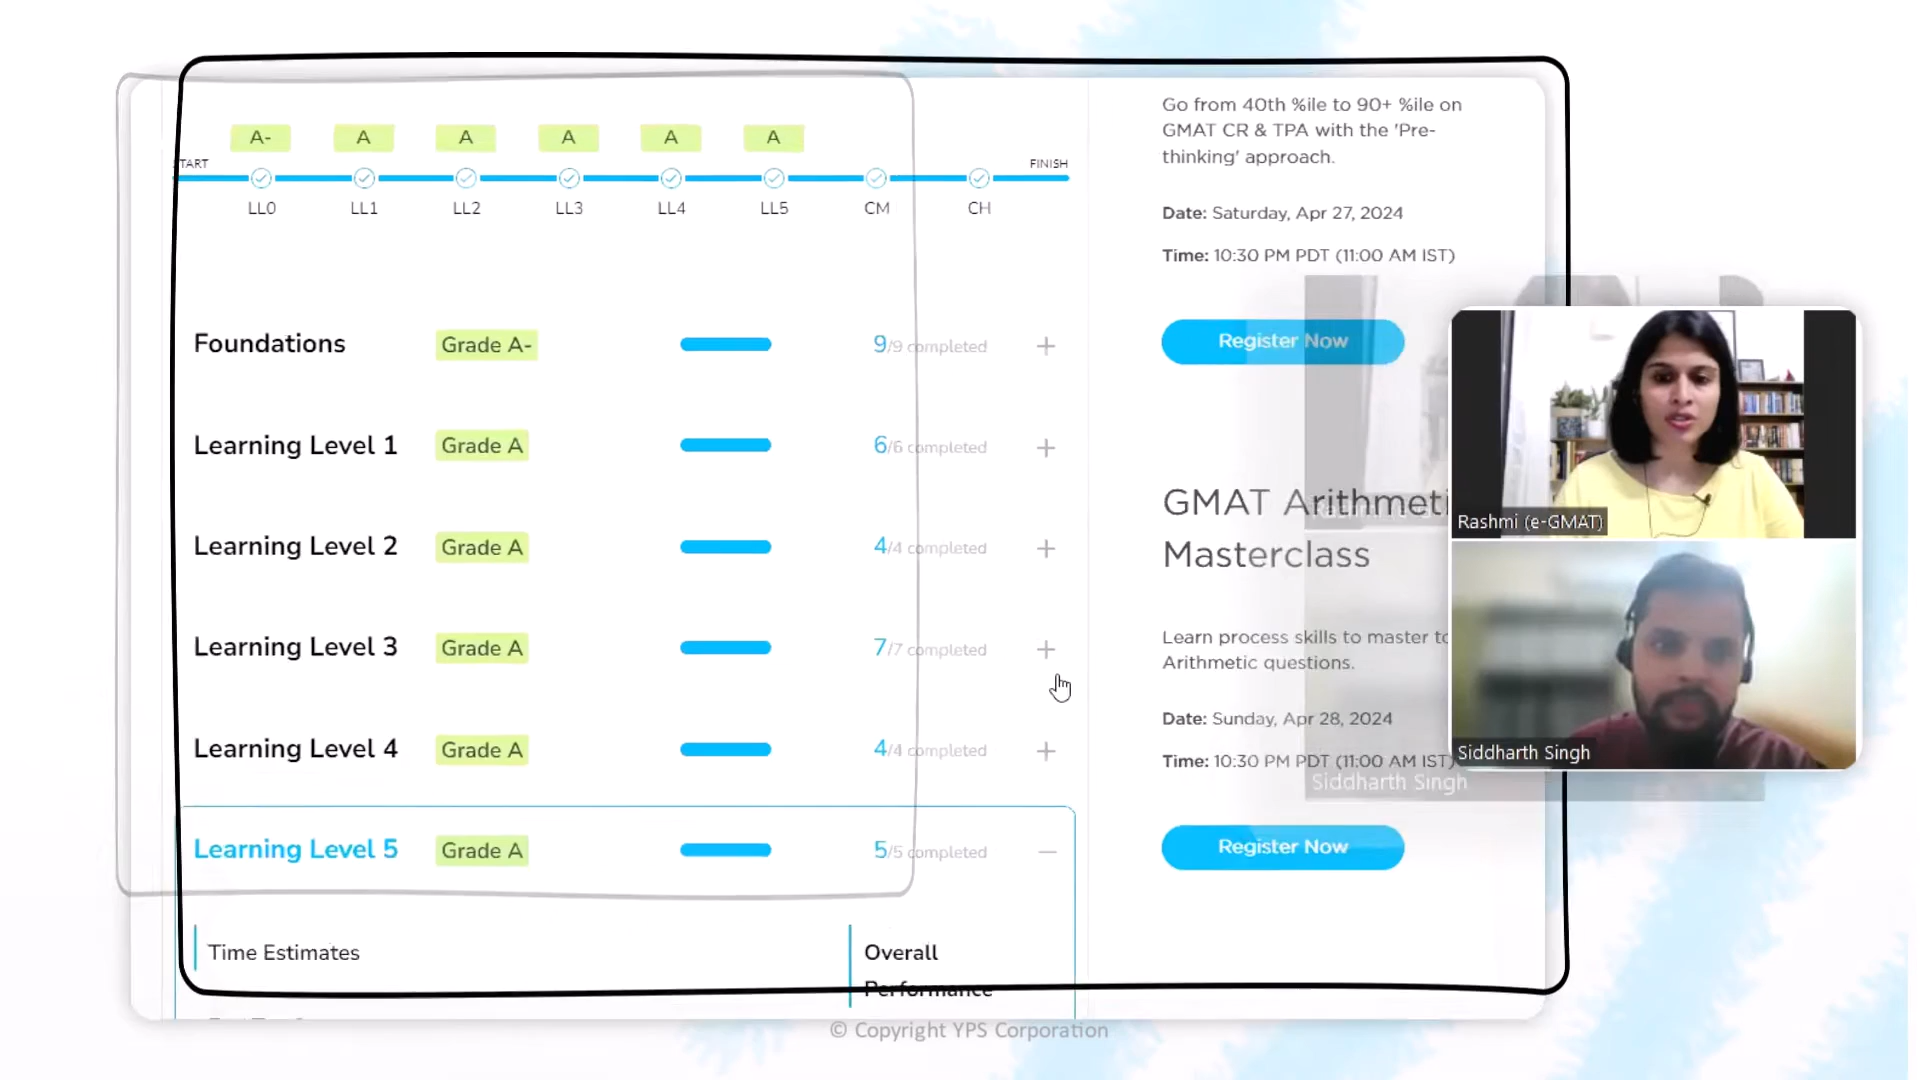 A- A A A A A
TART FINISH
LL0 LL1 LL2 LL3 LL4 LL5 CM CH
Foundations Grade A- 9/9 completed
Learning Level 1 Grade A 6/6 completed
Learning Level 2 Grade A 4/4 completed
Learning Level 3 Grade A 7/7 completed
Learning Level 4 Grade A 4/4 completed
Learning Level 5 Grade A 5/5 completed
Time Estimates Overall
Performance
Go from 40th %ile to 90+ %ile on
GMAT CR & TPA with the 'Pre-
thinking' approach.
Date: Saturday, Apr 27, 2024
Time: 10:30 PM PDT (11:00 AM IST)
Register Now
GMAT Arithmeti
Masterclass
Learn process skills to master to
Arithmetic questions.
Date: Sunday, Apr 28, 2024
Time: 10:30 PM PDT (11:00 AM IST)
Register Now
Rashmi (e-GMAT)
Siddharth Singh
Siddharth Singh
© Copyright YPS Corporation